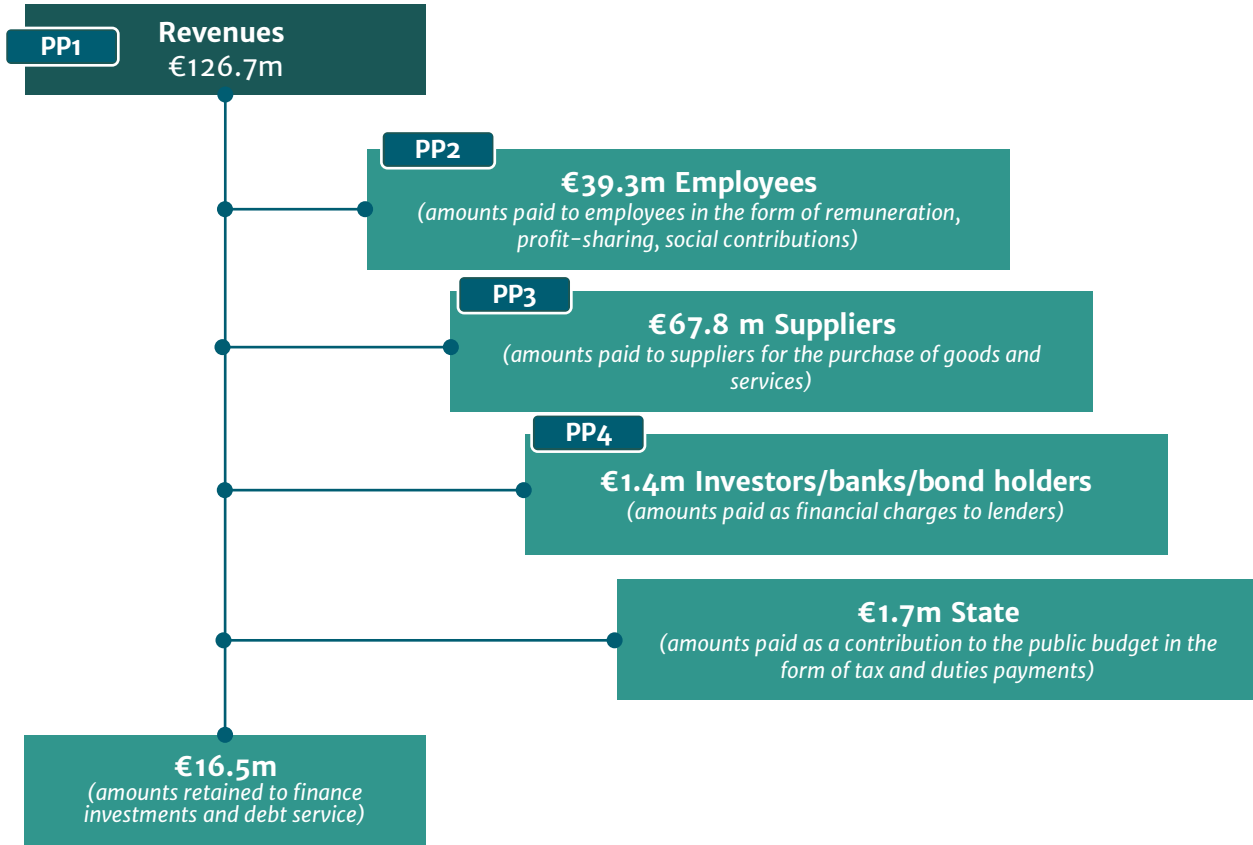 PP1
Revenues
€126.7m
PP2
€39.3m Employees
(amounts paid to employees in the form of remuneration,
profit-sharing, social contributions)
PP3
€67.8 m Suppliers
(amounts paid to suppliers for the purchase of goods and
services)
PP4
€1.4m Investors/banks/bond holders
(amounts paid as financial charges to lenders)
€1.7m State
(amounts paid as a contribution to the public budget in the
form of tax and duties payments)
€16.5m
(amounts retained to finance
investments and debt service)